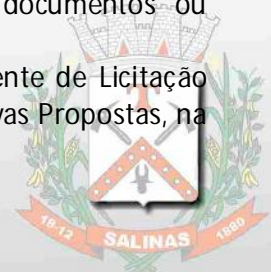 documentos ou
ente de Licitação
vas Propostas, na
18-12 SALINAS 1880